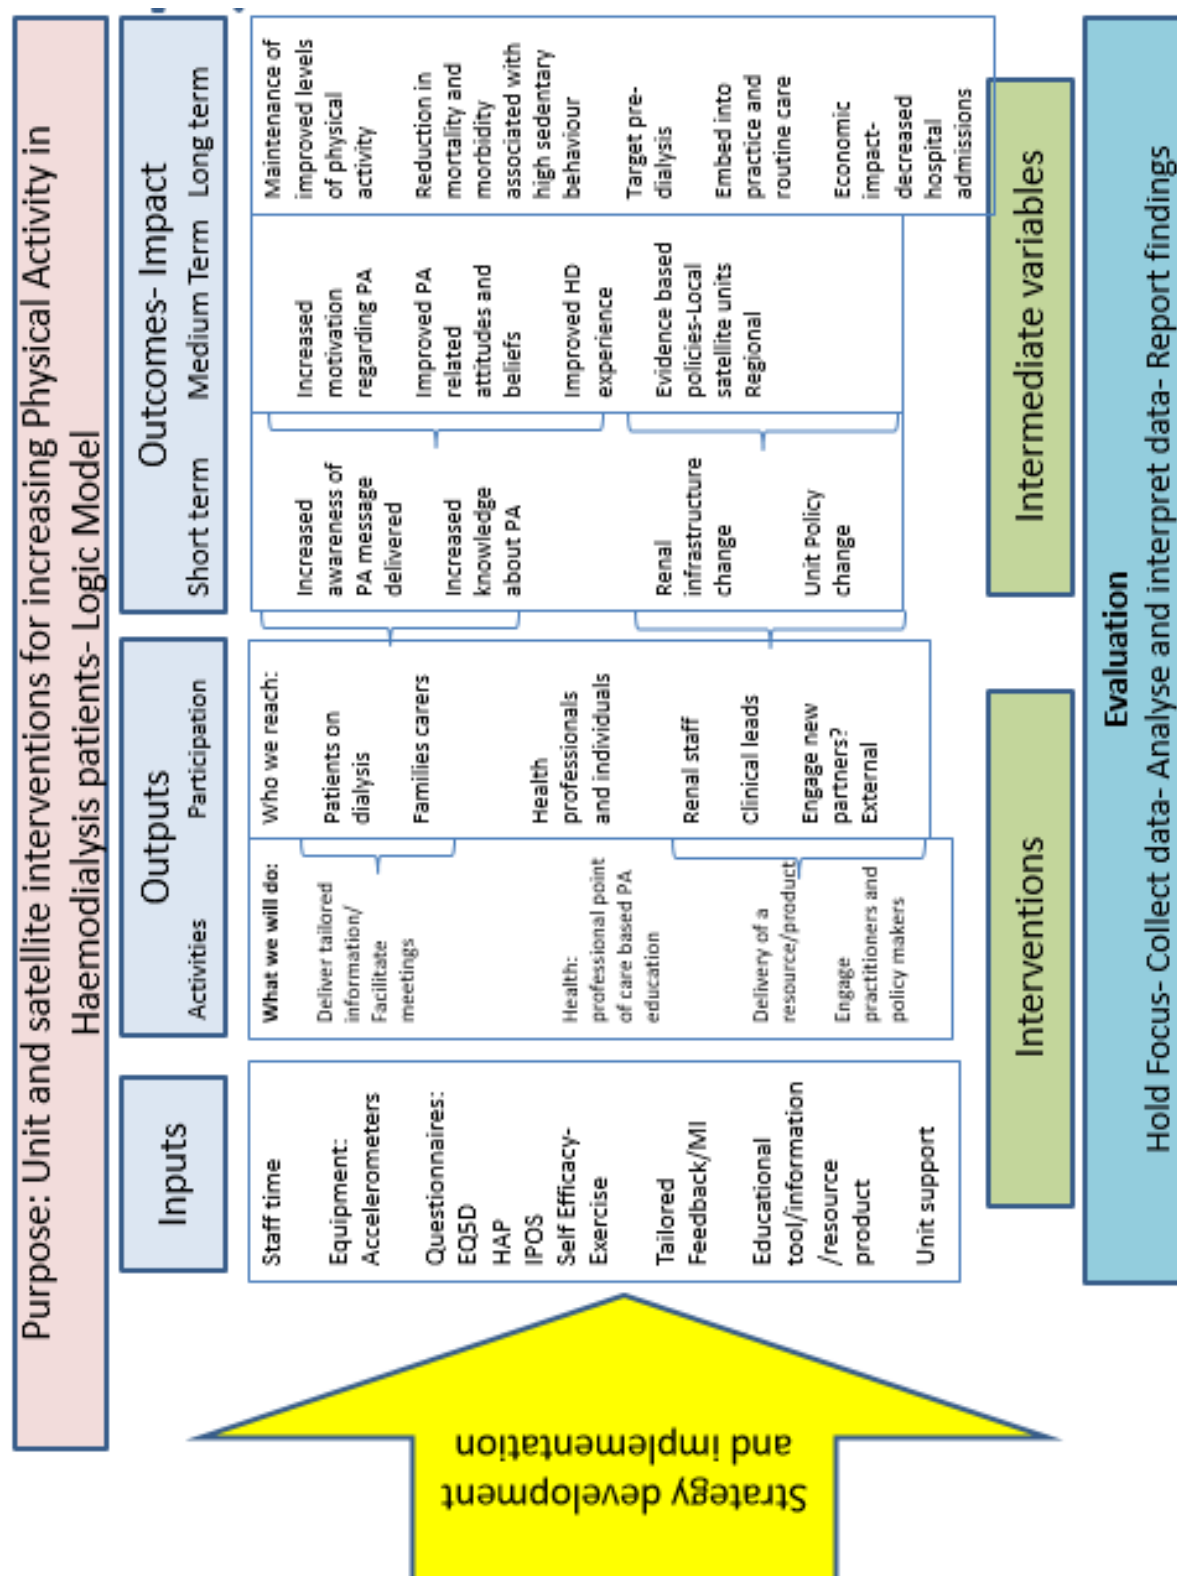 Purpose: Unit and satellite interventions for increasing Physical Activity in
Haemodialysis patients- Logic Model
Strategy development
and implementation
Inputs
Staff time
Equipment:
Accelerometers
Questionnaires:
EQ5D
HAP
IPOS
Self Efficacy-
Exercise
Tailored
Feedback/MI
Educational
tool/information
/resource
product
Unit support
Outputs
Activities
Participation
What we will do:
Deliver tailored
information/
Facilitate
meetings
Health:
professional point
of care based PA
education
Delivery of a
resource/product
Engage
practitioners and
policy makers
Who we reach:
Patients on
dialysis
Families carers
Health
professionals
and individuals
Renal staff
Clinical leads
Engage new
partners?
External
Outcomes- Impact
Short term
Medium Term
Long term
Increased
awareness of
PA message
delivered
Increased
knowledge
about PA
Renal
infrastructure
change
Unit Policy
change
Increased
motivation
regarding PA
Improved PA
related
attitudes and
beliefs
Improved HD
experience
Evidence based
policies-Local
satellite units
Regional
Maintenance of
improved levels
of physical
activity
Reduction in
mortality and
morbidity
associated with
high sedentary
behaviour
Target pre-
dialysis
Embed into
practice and
routine care
Economic
impact-
decreased
hospital
admissions
Interventions
Intermediate variables
Evaluation
Hold Focus- Collect data- Analyse and interpret data- Report findings